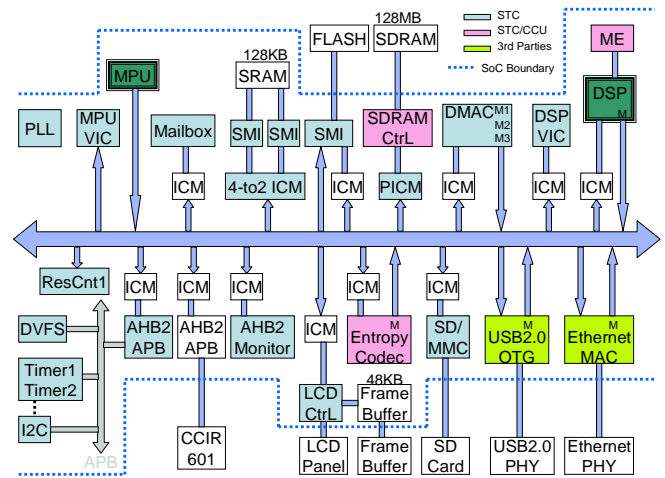 128MB
STC
STC/CCU
3rd Parties
SoC Boundary
FLASH
SDRAM
ME
128KB
MPU
SRAM
DSP
M
PLL
MPU
VIC
Mailbox
SMI
SMI
SMI
SDRAM
CtrL
DMAC
M1
M2
M3
DSP
VIC
ICM
4-to2 ICM
ICM
PICM
ICM
ICM
ICM
ResCnt1
ICM
ICM
ICM
ICM
ICM
DVFS
AHB2
APB
AHB2
APB
AHB2
Monitor
ICM
M
Entropy
Codec
SD/
MMC
M
USB2.0
OTG
M
Ethernet
MAC
Timer1
Timer2
48KB
LCD
CtrL
Frame
Buffer
I2C
APB
CCIR
601
LCD
Panel
Frame
Buffer
SD
Card
USB2.0
PHY
Ethernet
PHY